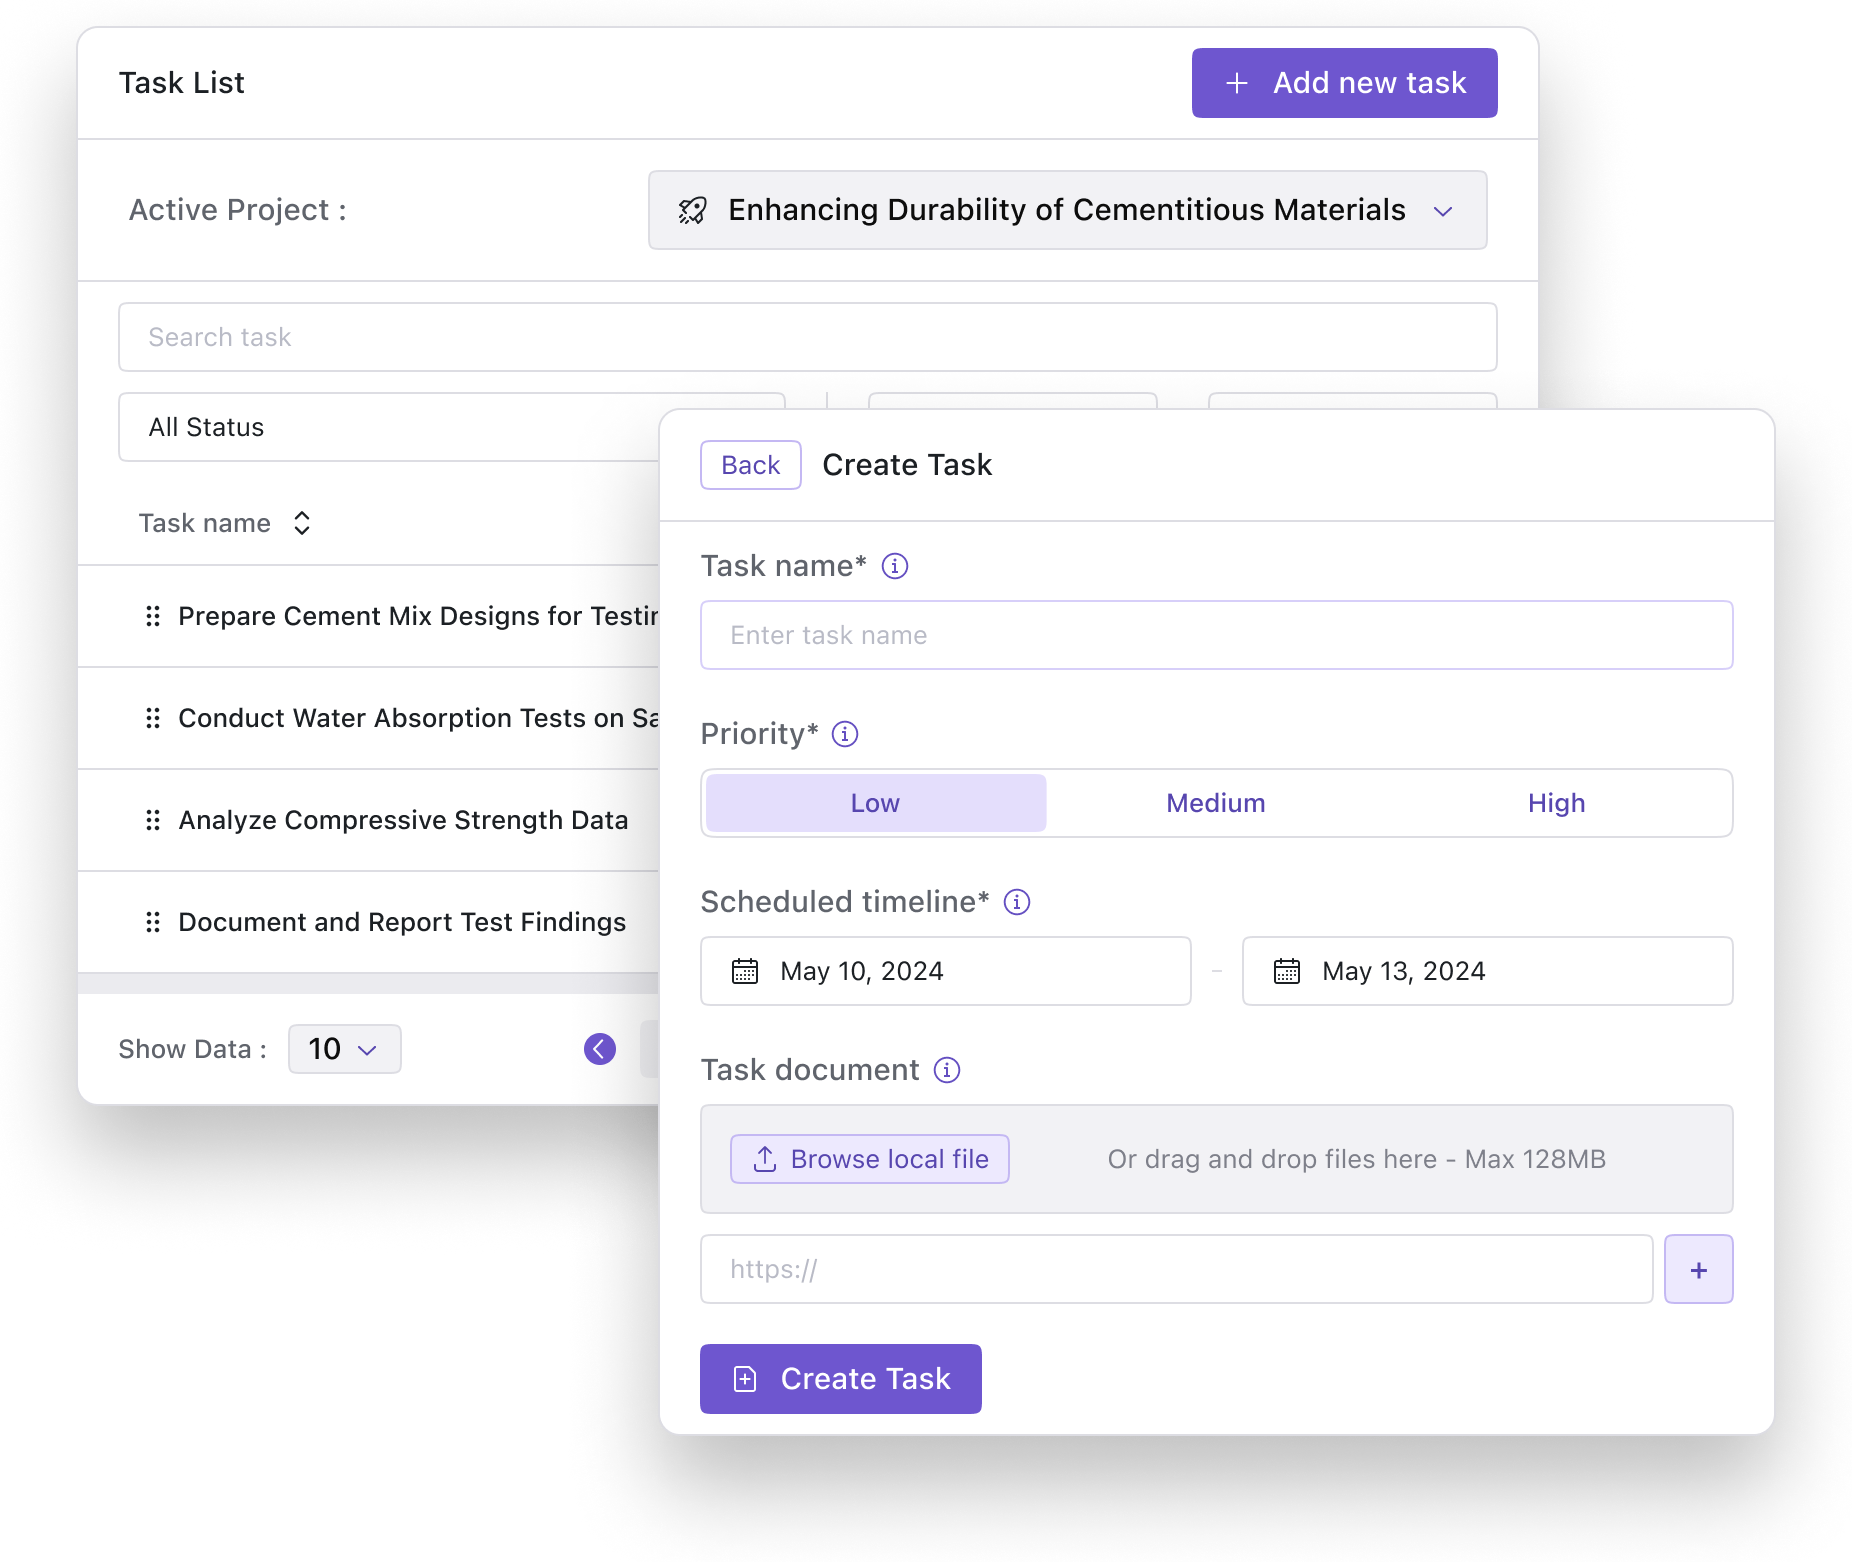 Task List
+ Add new task
Active Project :
Enhancing Durability of Cementitious Materials
Search task
All Status
Task name
Prepare Cement Mix Designs for
Conduct Water Absorption Tests on
Analyze Compressive Strength Data
Document and Report Test Findings
Show Data :
10
Back
Create Task
Task name*
Enter task name
Priority*
Low
Medium
High
Scheduled timeline*
May 10, 2024
-
May 13, 2024
Task document
Browse local file
Or drag and drop files here - Max 128MB
https://
+
Create Task